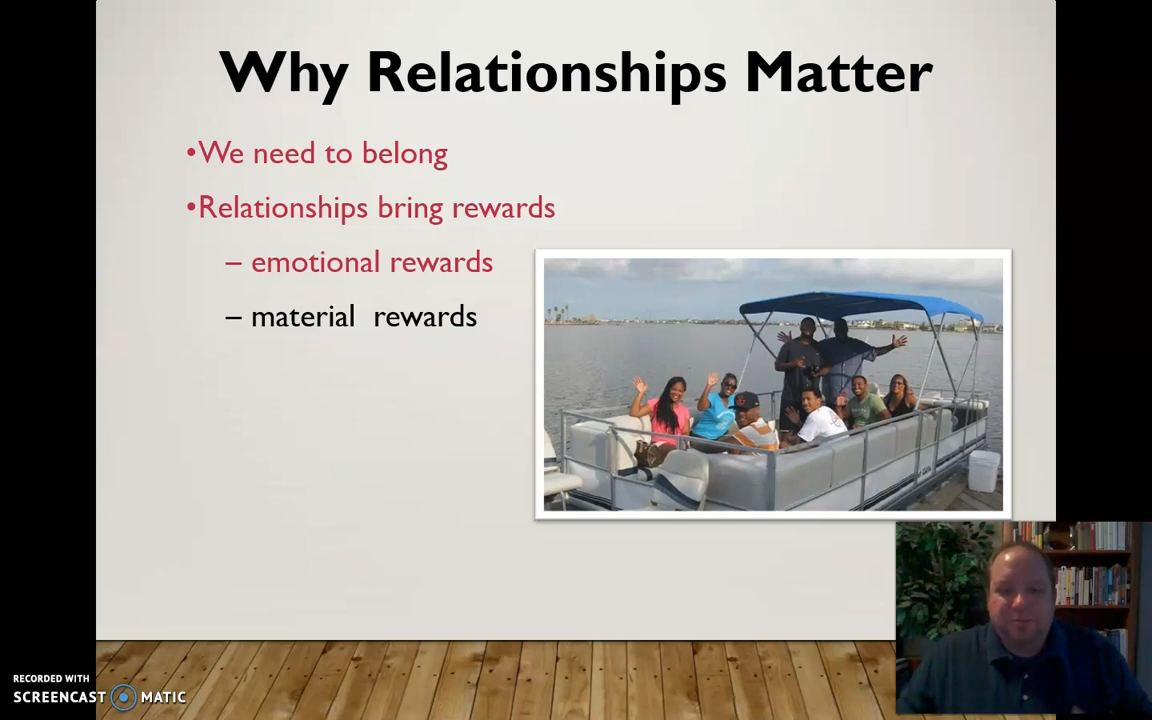 Why Relationships Matter
•We need to belong
•Relationships bring rewards
– emotional rewards
– material rewards
RECORDED WITH
SCREENCAST MATIC